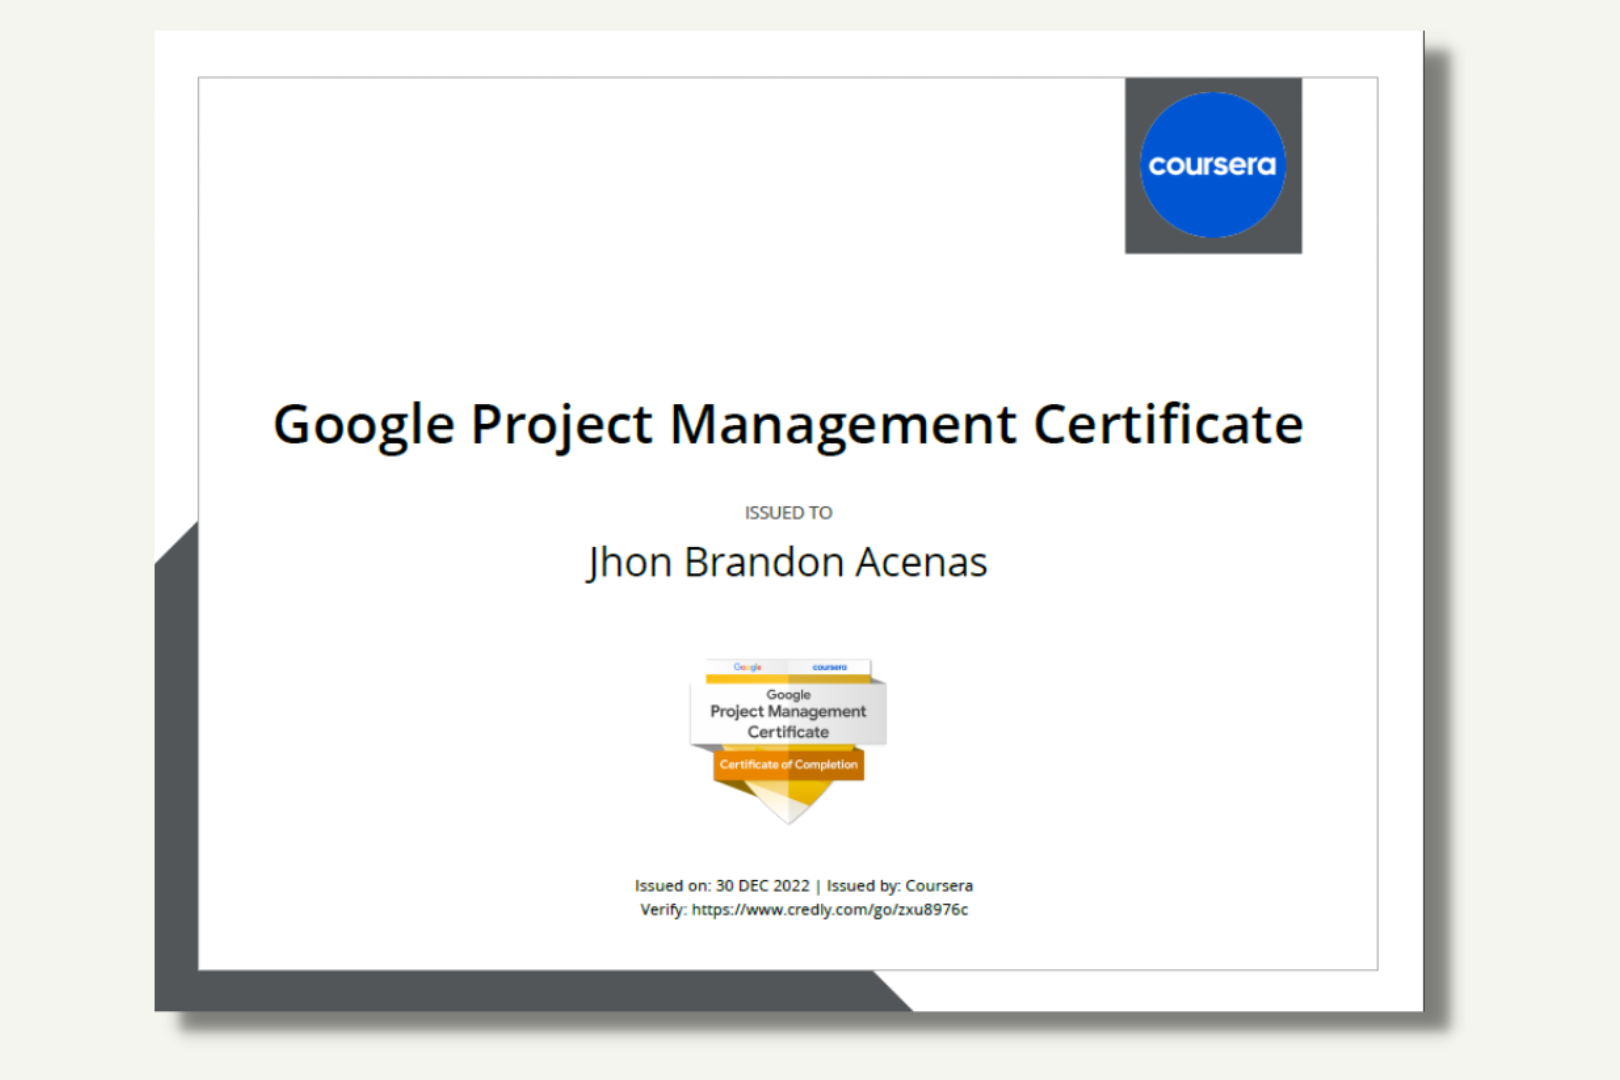 coursera
Google Project Management Certificate
ISSUED TO
Jhon Brandon Acenas
Google coursera
Google
Project Management
Certificate
Certificate of Completion
Issued on: 30 DEC 2022 | Issued by: Coursera
Verify: https://www.credly.com/go/zxu8976c